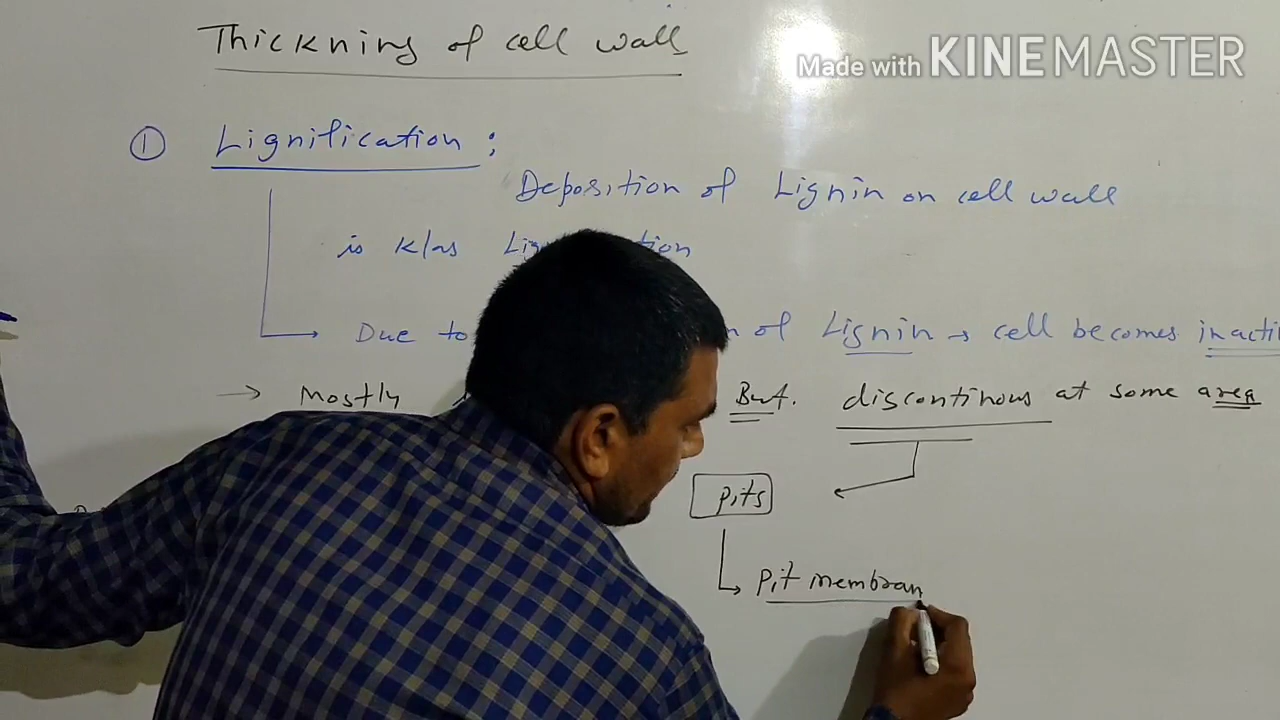 Thickning of cell wall
Made with KINEMASTER
① Lignification :
Deposition of Lignin on cell wall
is k/as
Due to of Lignin → cell becomes
→ Mostly But. discontinous at some area
Pits
Pit membran